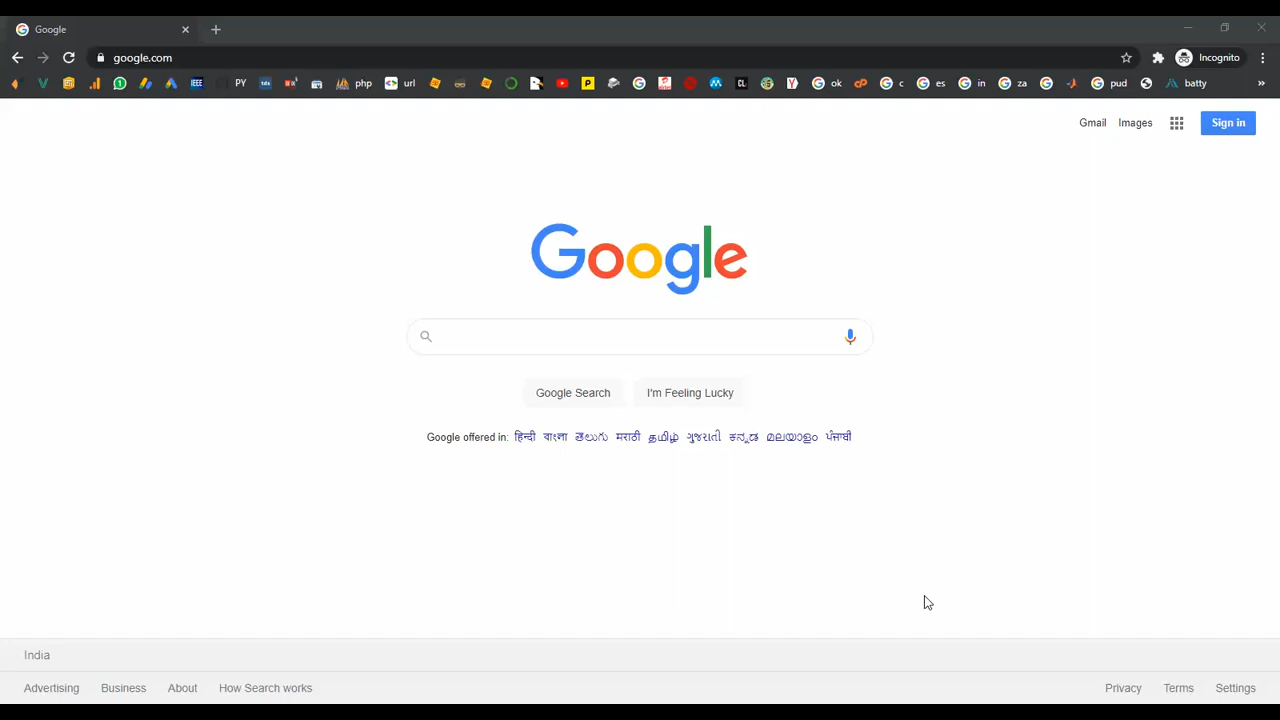 Google
google.com
Incognito
PY php url ok c es in za pud batty
Gmail Images Sign in
Google
Google Search I'm Feeling Lucky
Google offered in: हिन्दी বাংলা తెలుగు मराठी தமிழ் ગુજરાતી ಕನ್ನಡ മലയാളം ਪੰਜਾਬੀ
India
Advertising Business About How Search works Privacy Terms Settings